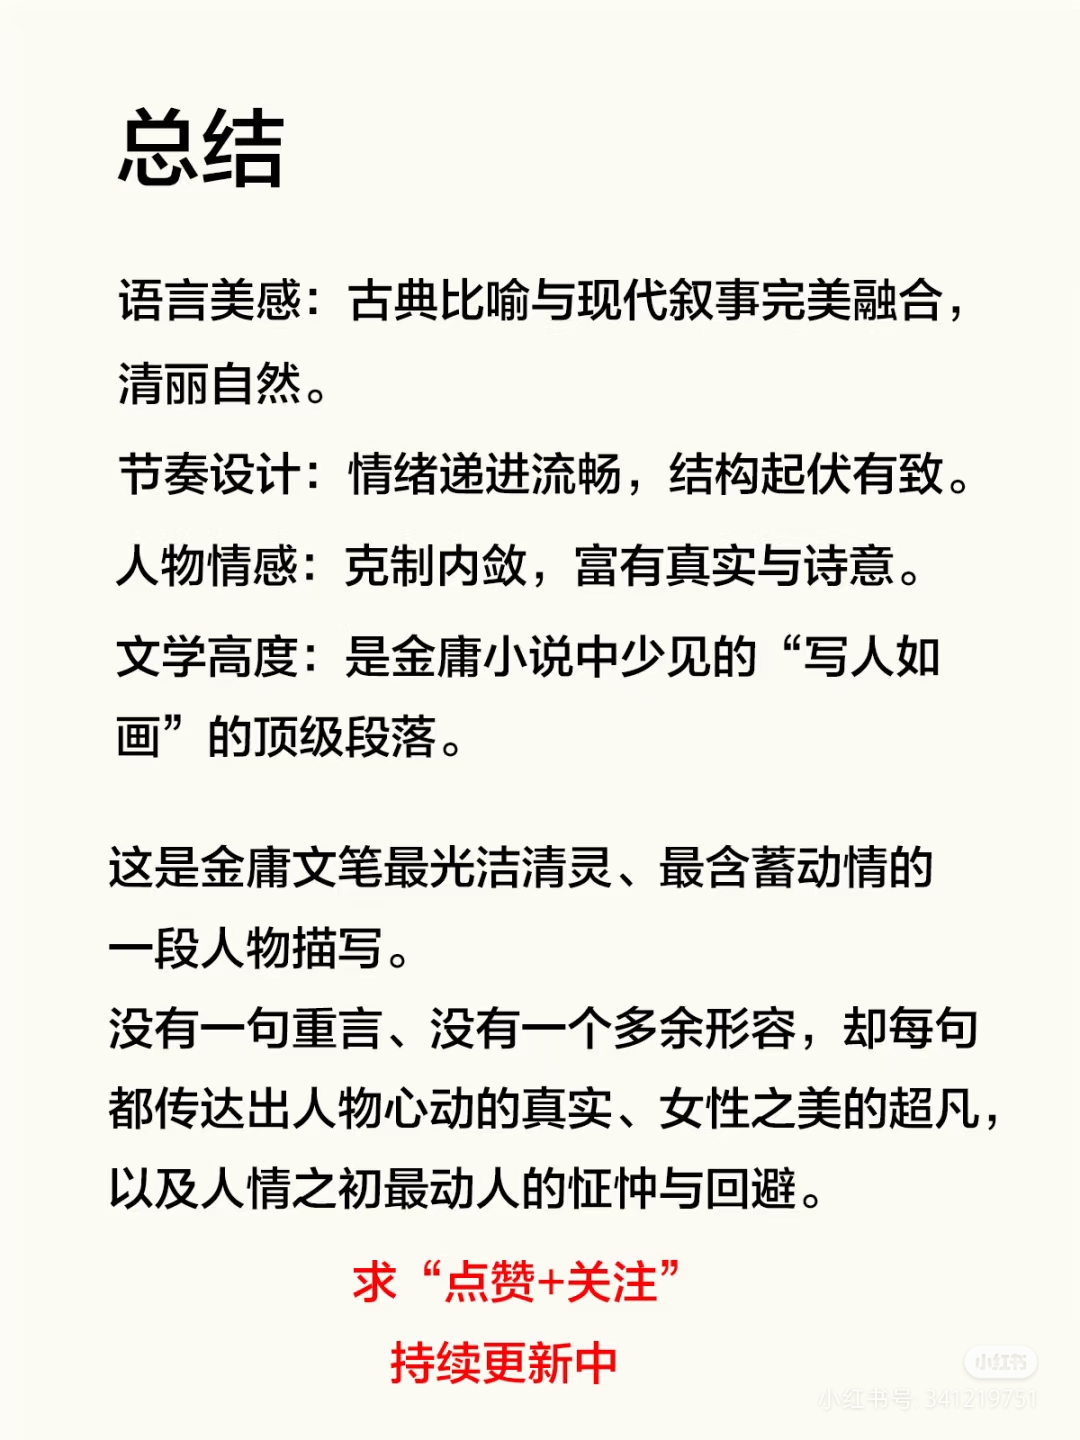 总结
语言美感：古典比喻与现代叙事完美融合，
清丽自然。
节奏设计：情绪递进流畅，结构起伏有致。
人物情感：克制内敛，富有真实与诗意。
文学高度：是金庸小说中少见的“写人如
画”的顶级段落。
这是金庸文笔最光洁清灵、最含蓄动情的
一段人物描写。
没有一句重言、没有一个多余形容，却每句
都传达出人物心动的真实、女性之美的超凡，
以及人情之初最动人的怔忡与回避。
求“点赞+关注”
持续更新中
小红书
小红书号: 341219751